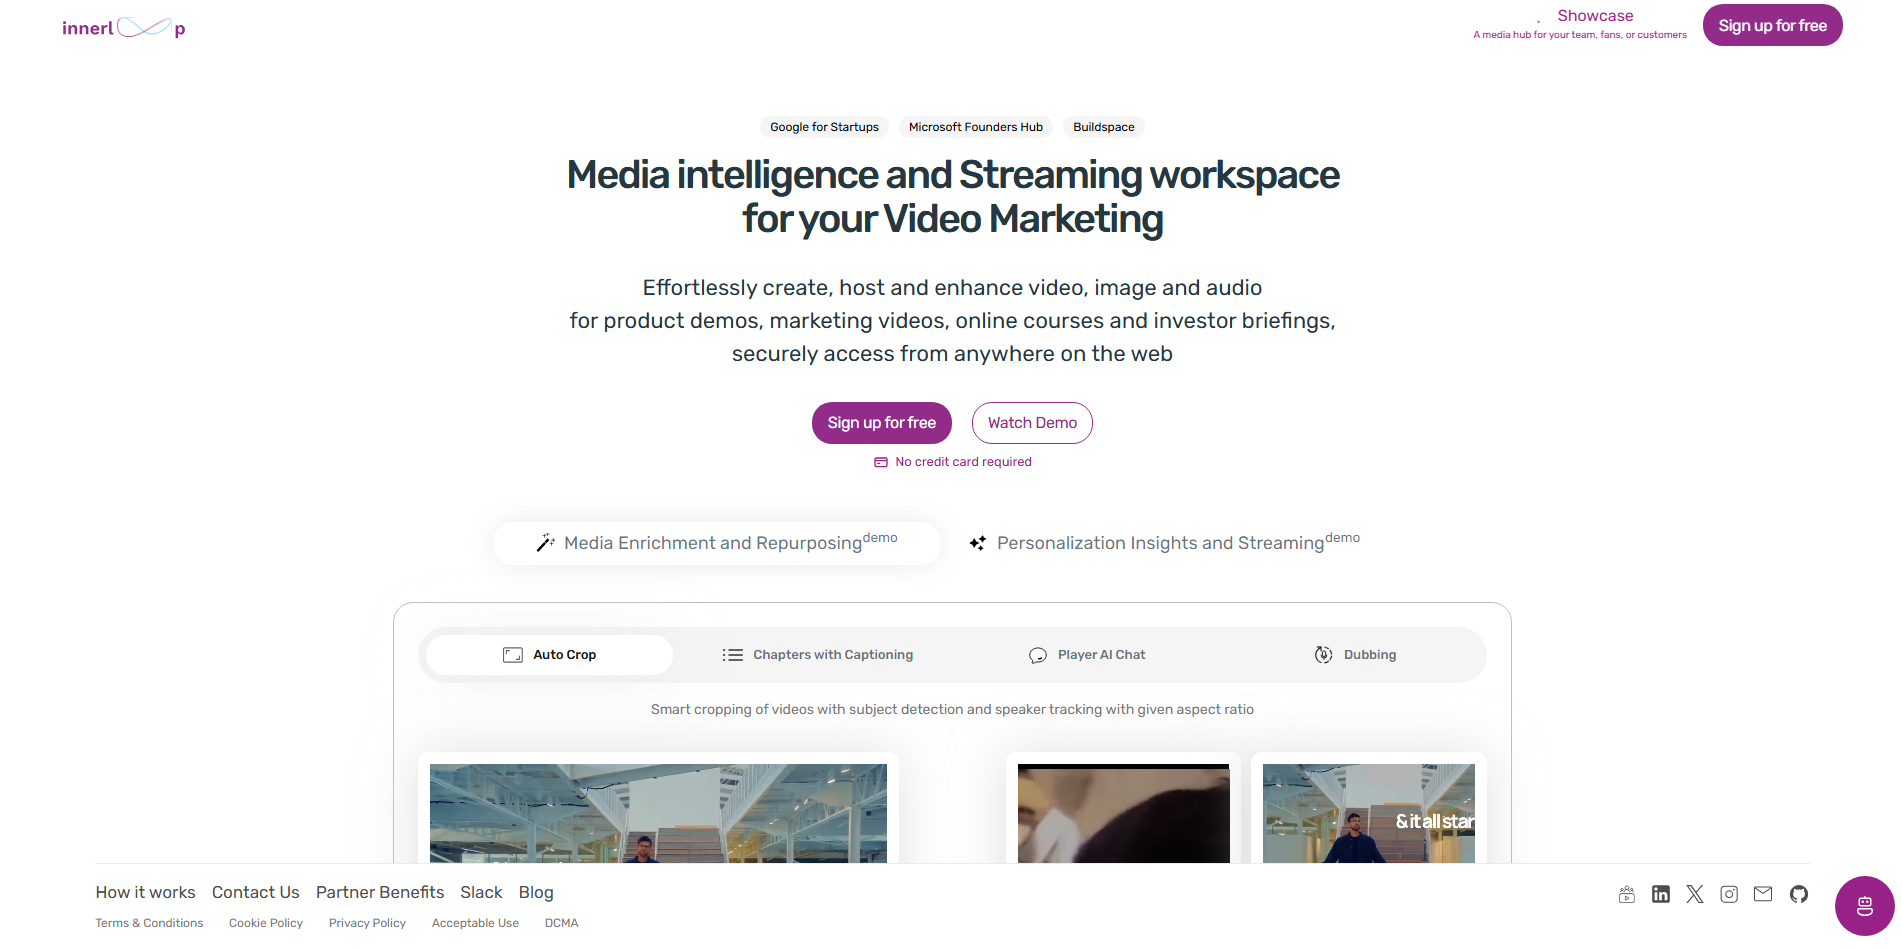 innerl p
Showcase
A media hub for your team, fans, or customers
Sign up for free
Google for Startups
Microsoft Founders Hub
Buildspace
Media intelligence and Streaming workspace
for your Video Marketing
Effortlessly create, host and enhance video, image and audio
for product demos, marketing videos, online courses and investor briefings,
securely access from anywhere on the web
Sign up for free
Watch Demo
No credit card required
Media Enrichment and Repurposing demo
Personalization Insights and Streaming demo
Auto Crop
Chapters with Captioning
Player AI Chat
Dubbing
Smart cropping of videos with subject detection and speaker tracking with given aspect ratio
& it all star
How it works Contact Us Partner Benefits Slack Blog
Terms & Conditions Cookie Policy Privacy Policy Acceptable Use DCMA